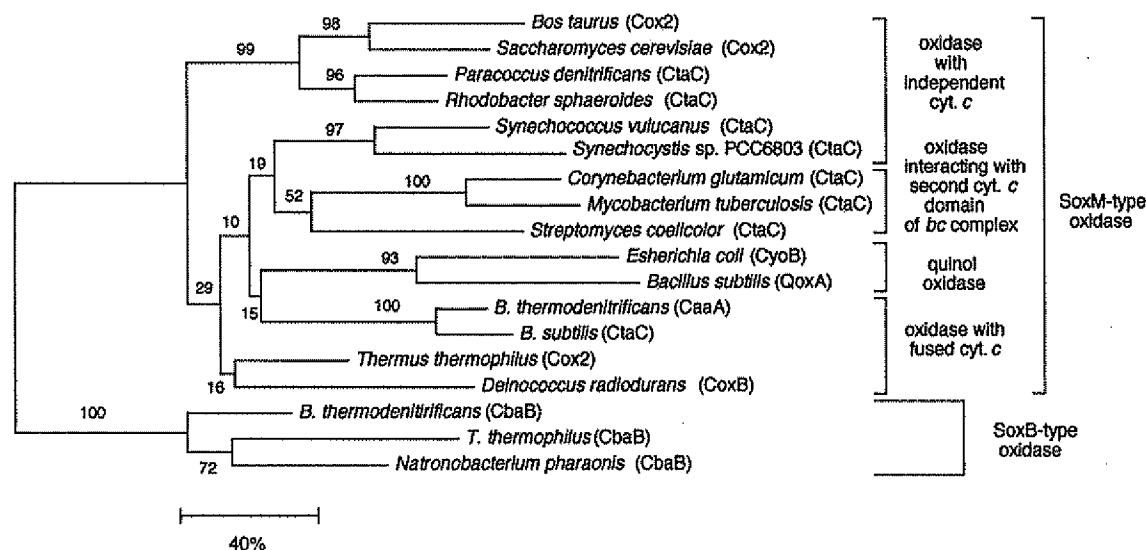 98
Bos taurus (Cox2)
99
Saccharomyces cerevisiae (Cox2)
96
Paracoccus denitrificans (CtaC)
Rhodobacter sphaeroides (CtaC)
oxidase
with
independent
cyt. c
97
Synechococcus vulucanus (CtaC)
19
Synechocystis sp. PCC6803 (CtaC)
100
Corynebacterium glutamicum (CtaC)
52
Mycobacterium tuberculosis (CtaC)
10
Streptomyces coelicolor (CtaC)
oxidase
interacting with
second cyt. c
domain
of bc complex
SoxM-type
oxidase
93
Esherichia coli (CyoB)
Bacillus subtilis (QoxA)
quinol
oxidase
29
15
100
B. thermodenitrificans (CaaA)
B. subtilis (CtaC)
16
Thermus thermophilus (Cox2)
Deinococcus radiodurans (CoxB)
oxidase with
fused cyt. c
100
B. thermodenitirificans (CbaB)
T. thermophilus (CbaB)
72
Natronobacterium pharaonis (CbaB)
SoxB-type
oxidase
40%